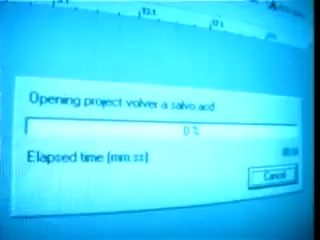 Opening project volver a salvo acd
0 %
Elapsed time (mm:ss)
Cancel